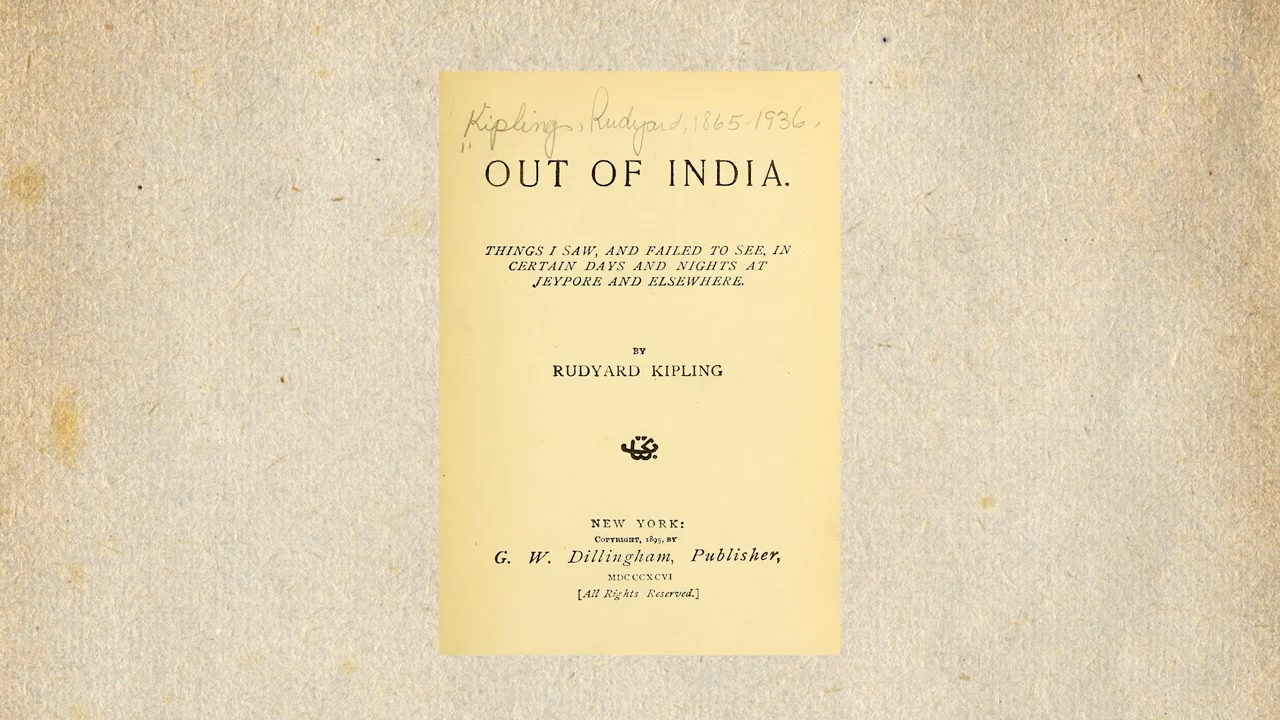 Kipling, Rudyard, 1865-1936.
OUT OF INDIA.
THINGS I SAW, AND FAILED TO SEE, IN
CERTAIN DAYS AND NIGHTS AT
JEYPORE AND ELSEWHERE.
BY
RUDYARD KIPLING
NEW YORK:
COPYRIGHT, 1895, BY
G. W. Dillingham, Publisher,
MDCCCXCVI
[All Rights Reserved.]